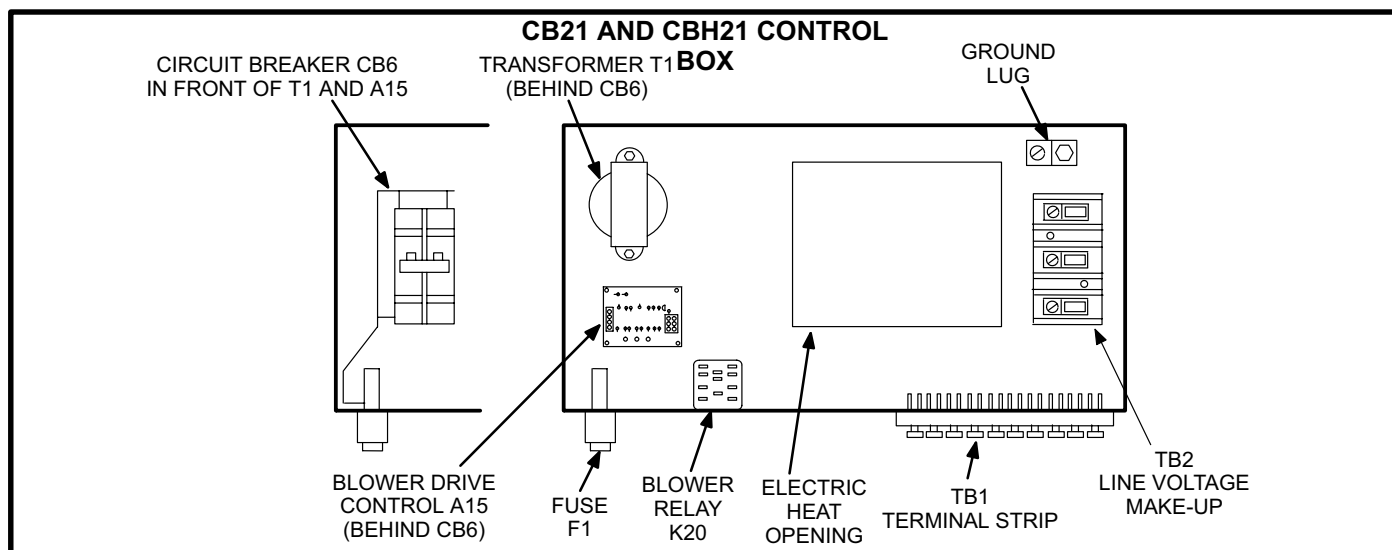 CB21 AND CBH21 CONTROL
BOX
CIRCUIT BREAKER CB6
IN FRONT OF T1 AND A15
TRANSFORMER T1
(BEHIND CB6)
GROUND
LUG
BLOWER DRIVE
CONTROL A15
(BEHIND CB6)
FUSE
F1
BLOWER
RELAY
K20
ELECTRIC
HEAT
OPENING
TB1
TERMINAL STRIP
TB2
LINE VOLTAGE
MAKE-UP